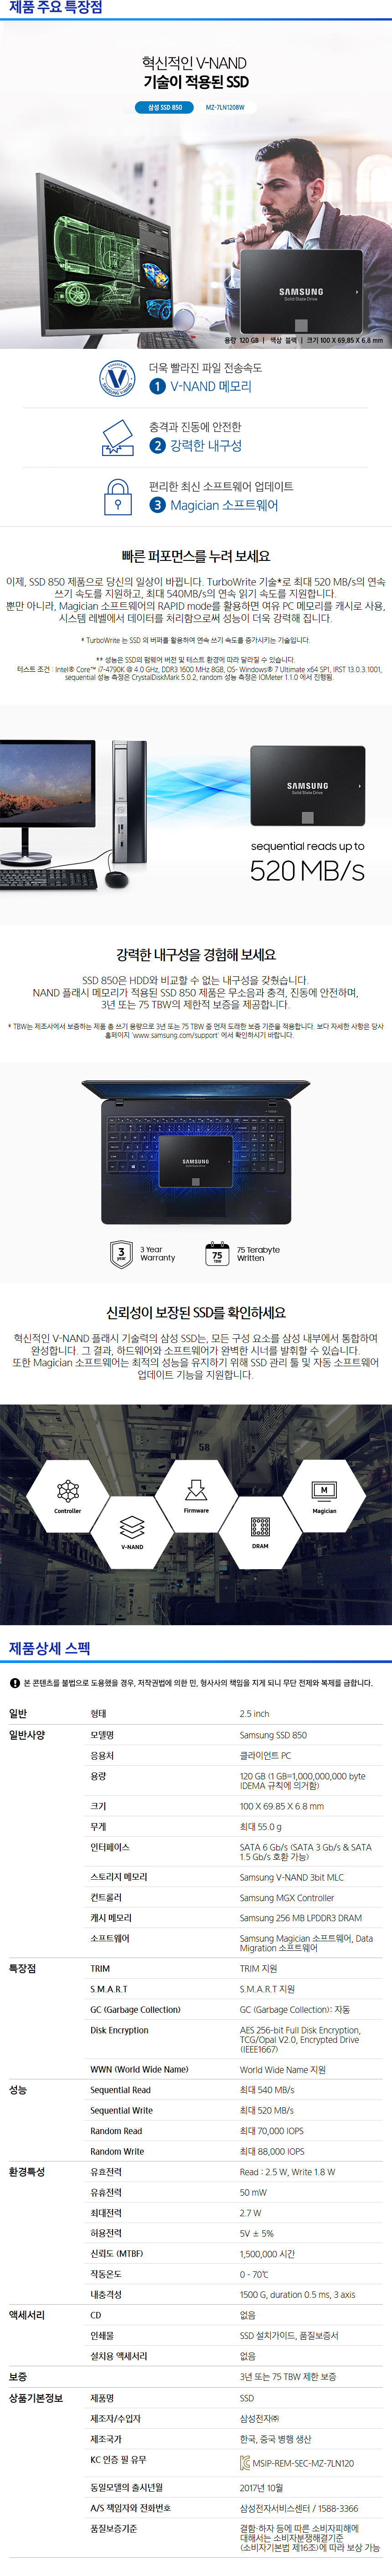 제품 주요 특장점
혁신적인 V-NAND
기술이 적용된 SSD
삼성 SSD 850
MZ-7LN120BW
SAMSUNG
Solid State Drive
용량 120 GB | 색상 블랙 | 크기 100 X 69.85 X 6.8 mm
더욱 빨라진 파일 전송속도
1 V-NAND 메모리
충격과 진동에 안전한
2 강력한 내구성
편리한 최신 소프트웨어 업데이트
3 Magician 소프트웨어
빠른 퍼포먼스를 누려 보세요
이제, SSD 850 제품으로 당신의 일상이 바뀝니다. TurboWrite 기술*로 최대 520 MB/s의 연속
쓰기 속도를 지원하고, 최대 540MB/s의 연속 읽기 속도를 지원합니다.
뿐만 아니라, Magician 소프트웨어의 RAPID mode를 활용하면 여유 PC 메모리를 캐시로 사용,
시스템 레벨에서 데이터를 처리함으로써 성능이 더욱 강력해 집니다.
* TurboWrite 는 SSD 의 버퍼를 활용하여 연속 쓰기 속도를 증가시키는 기술입니다.
** 성능은 SSD의 펌웨어 버전 및 테스트 환경에 따라 달라질 수 있습니다.
테스트 조건 : Intel® Core™ i7-4790K @ 4.0 GHz, DDR3 1600 MHz 8GB, OS- Windows® 7 Ultimate x64 SP1, IRST 13.0.3.1001,
sequential 성능 측정은 CrystalDiskMark 5.0.2, random 성능 측정은 IOMeter 1.1.0 에서 진행됨.
SAMSUNG
Solid State Drive
sequential reads up to
520 MB/s
강력한 내구성을 경험해 보세요
SSD 850은 HDD와 비교할 수 없는 내구성을 갖췄습니다.
NAND 플래시 메모리가 적용된 SSD 850 제품은 무소음과 충격, 진동에 안전하며,
3년 또는 75 TBW의 제한적 보증을 제공합니다.
* TBW는 제조사에서 보증하는 제품 총 쓰기 용량으로 3년 또는 75 TBW 중 먼저 도래한 보증 기준을 적용합니다. 보다 자세한 사항은 당사
홈페이지 'www.samsung.com/support' 에서 확인하시기 바랍니다.
SAMSUNG
Solid State Drive
3 year
3 Year
Warranty
75 TBW
75 Terabyte
Written
신뢰성이 보장된 SSD를 확인하세요
혁신적인 V-NAND 플래시 기술력의 삼성 SSD는, 모든 구성 요소를 삼성 내부에서 통합하여
완성합니다. 그 결과, 하드웨어와 소프트웨어가 완벽한 시너를 발휘할 수 있습니다.
또한 Magician 소프트웨어는 최적의 성능을 유지하기 위해 SSD 관리 툴 및 자동 소프트웨어
업데이트 기능을 지원합니다.
58
Controller
V-NAND
Firmware
DRAM
M
Magician
제품상세 스펙
! 본 콘텐츠를 불법으로 도용했을 경우, 저작권법에 의한 민, 형사사의 책임을 지게 되니 무단 전제와 복제를 금합니다.
일반 형태 2.5 inch
일반사양 모델명 Samsung SSD 850
응용처 클라이언트 PC
용량 120 GB (1 GB=1,000,000,000 byte
IDEMA 규칙에 의거함)
크기 100 X 69.85 X 6.8 mm
무게 최대 55.0 g
인터페이스 SATA 6 Gb/s (SATA 3 Gb/s & SATA
1.5 Gb/s 호환 가능)
스토리지 메모리 Samsung V-NAND 3bit MLC
컨트롤러 Samsung MGX Controller
캐시 메모리 Samsung 256 MB LPDDR3 DRAM
소프트웨어 Samsung Magician 소프트웨어, Data
Migration 소프트웨어
특장점 TRIM TRIM 지원
S.M.A.R.T S.M.A.R.T 지원
GC (Garbage Collection) GC (Garbage Collection): 자동
Disk Encryption AES 256-bit Full Disk Encryption,
TCG/Opal V2.0, Encrypted Drive
(IEEE1667)
WWN (World Wide Name) World Wide Name 지원
성능 Sequential Read 최대 540 MB/s
Sequential Write 최대 520 MB/s
Random Read 최대 70,000 IOPS
Random Write 최대 88,000 IOPS
환경특성 유효전력 Read : 2.5 W, Write 1.8 W
유휴전력 50 mW
최대전력 2.7 W
허용전력 5V ± 5%
신뢰도 (MTBF) 1,500,000 시간
작동온도 0 - 70℃
내충격성 1500 G, duration 0.5 ms, 3 axis
액세서리 CD 없음
인쇄물 SSD 설치가이드, 품질보증서
설치용 액세서리 없음
보증 3년 또는 75 TBW 제한 보증
상품기본정보 제품명 SSD
제조자/수입자 삼성전자㈜
제조국가 한국, 중국 병행 생산
KC 인증 필 유무 MSIP-REM-SEC-MZ-7LN120
동일모델의 출시년월 2017년 10월
A/S 책임자와 전화번호 삼성전자서비스센터 / 1588-3366
품질보증기준 결함·하자 등에 따른 소비자피해에
대해서는 소비자분쟁해결기준
(소비자기본법 제16조)에 따라 보상 가능